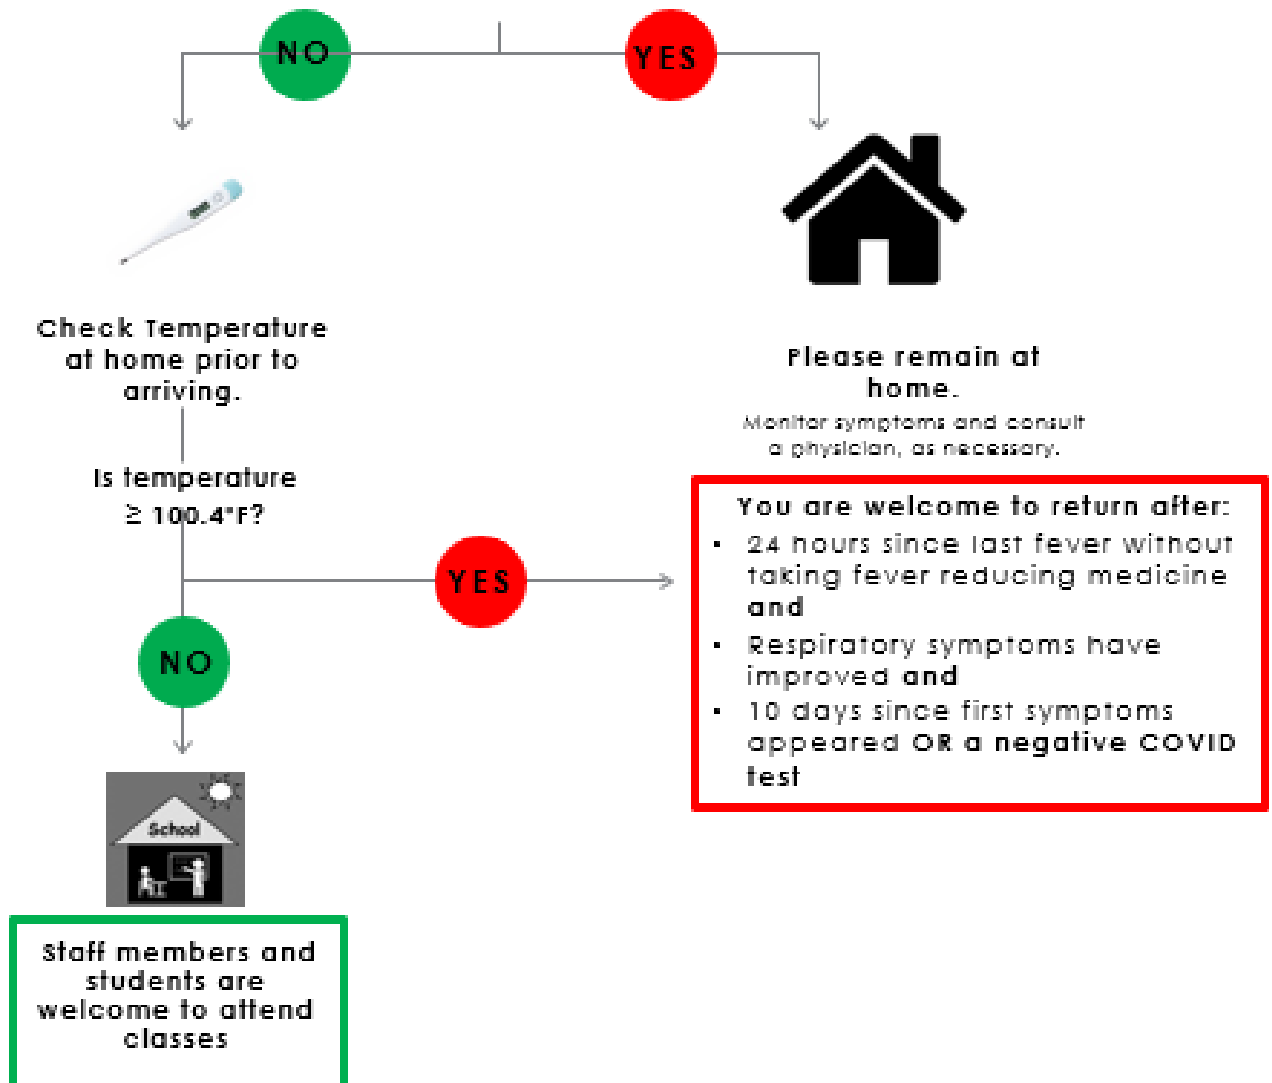 NO
YES
Check Temperature
at home prior to
arriving.
Is temperature
≥ 100.4°F?
YES
NO
School
Staff members and
students are
welcome to attend
classes
Please remain at
home.
Monitor symptoms and consult
a physician, as necessary.
You are welcome to return after:
▪ 24 hours since last fever without
taking fever reducing medicine
and
▪ Respiratory symptoms have
improved and
▪ 10 days since first symptoms
appeared OR a negative COVID
test